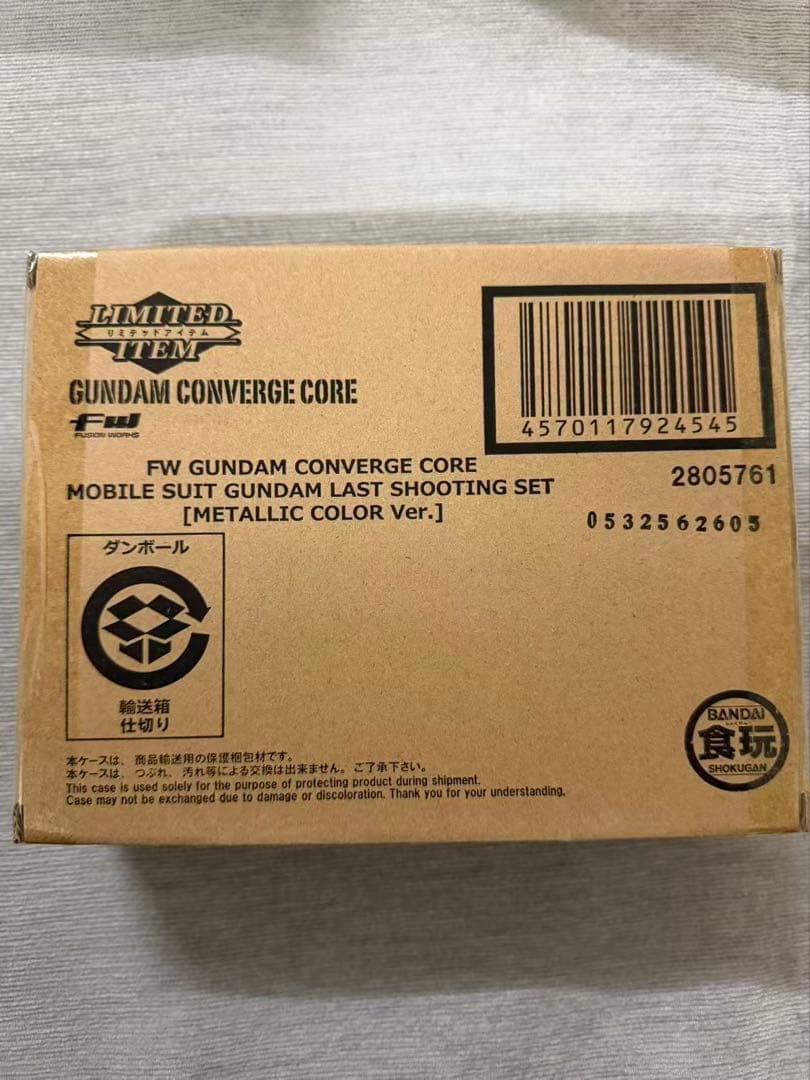 LIMITED
リミテッドアイテム
ITEM
GUNDAM CONVERGE CORE
FW
FUSION WORKS
4570117924545
FW GUNDAM CONVERGE CORE
MOBILE SUIT GUNDAM LAST SHOOTING SET
[METALLIC COLOR Ver.]
2805761
0532562605
ダンボール
輸送箱
仕切り
BANDAI
食玩
SHOKUGAN
本ケースは、商品輸送用の保護梱包材です。
本ケースは、つぶれ、汚れ等による交換は出来ません。ご了承下さい。
This case is used solely for the purpose of protecting product during shipment.
Case may not be exchanged due to damage or discoloration. Thank you for your understanding.